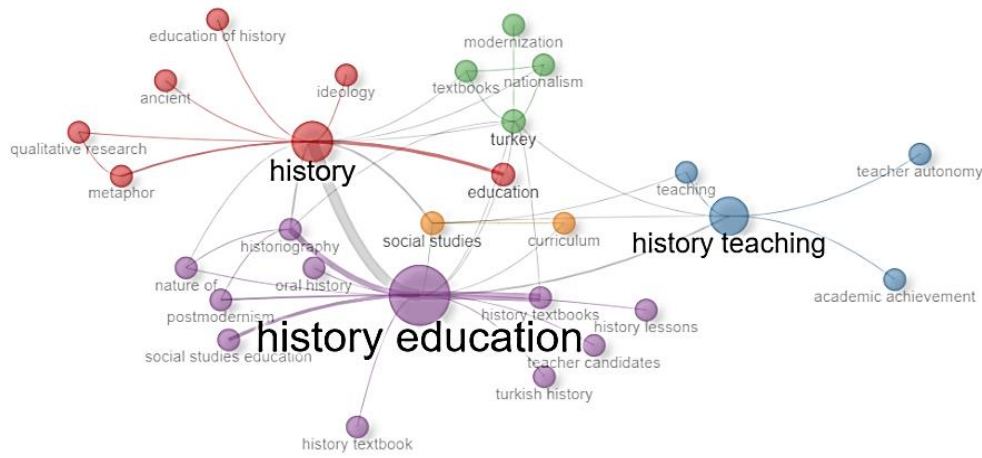 education of history
modernization
ancient
ideology
textbooks
nationalism
qualitative research
turkey
history
metaphor
education
teaching
teacher autonomy
social studies
curriculum
history teaching
historiography
nature of
oral history
academic achievement
postmodernism
history textbooks
history lessons
history education
social studies education
teacher candidates
turkish history
history textbook